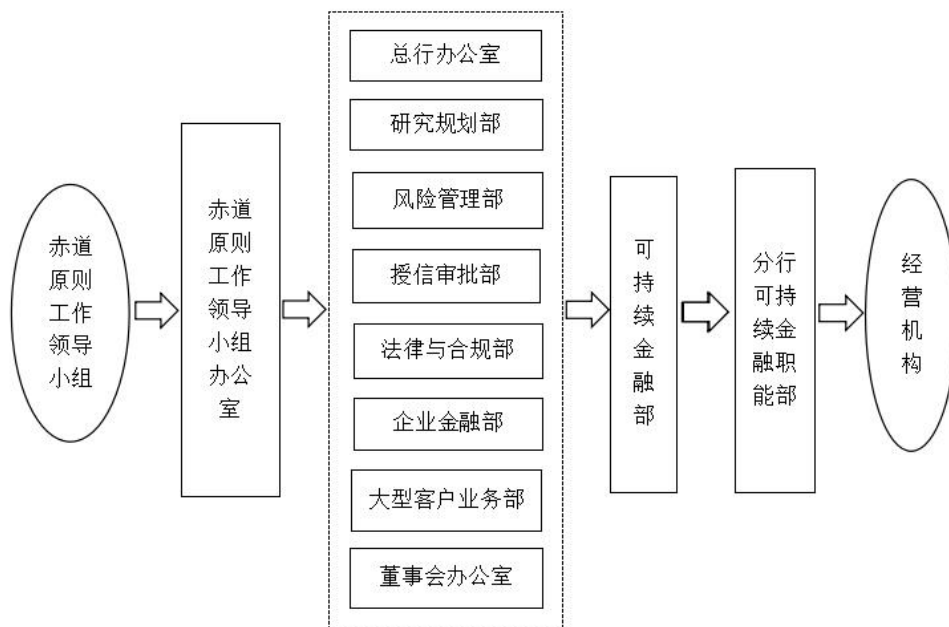 赤道
原则
工作
领导
小组
赤道
原则
工作
领导
小组
办公
室
总行办公室
研究规划部
风险管理部
授信审批部
法律与合规部
企业金融部
大型客户业务部
董事会办公室
可
持
续
金
融
部
分行
可持
续金
融职
能部
经
营
机
构